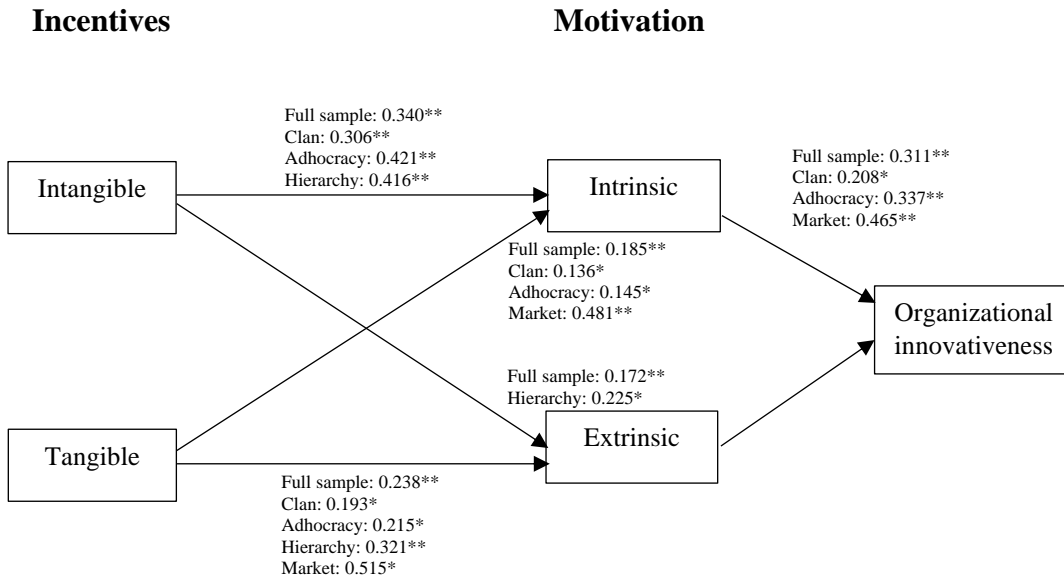 Incentives
Motivation
Full sample: 0.340**
Clan: 0.306**
Adhocracy: 0.421**
Hierarchy: 0.416**
Intangible
Intrinsic
Full sample: 0.311**
Clan: 0.208*
Adhocracy: 0.337**
Market: 0.465**
Full sample: 0.185**
Clan: 0.136*
Adhocracy: 0.145*
Market: 0.481**
Organizational
innovativeness
Full sample: 0.172**
Hierarchy: 0.225*
Tangible
Extrinsic
Full sample: 0.238**
Clan: 0.193*
Adhocracy: 0.215*
Hierarchy: 0.321**
Market: 0.515*